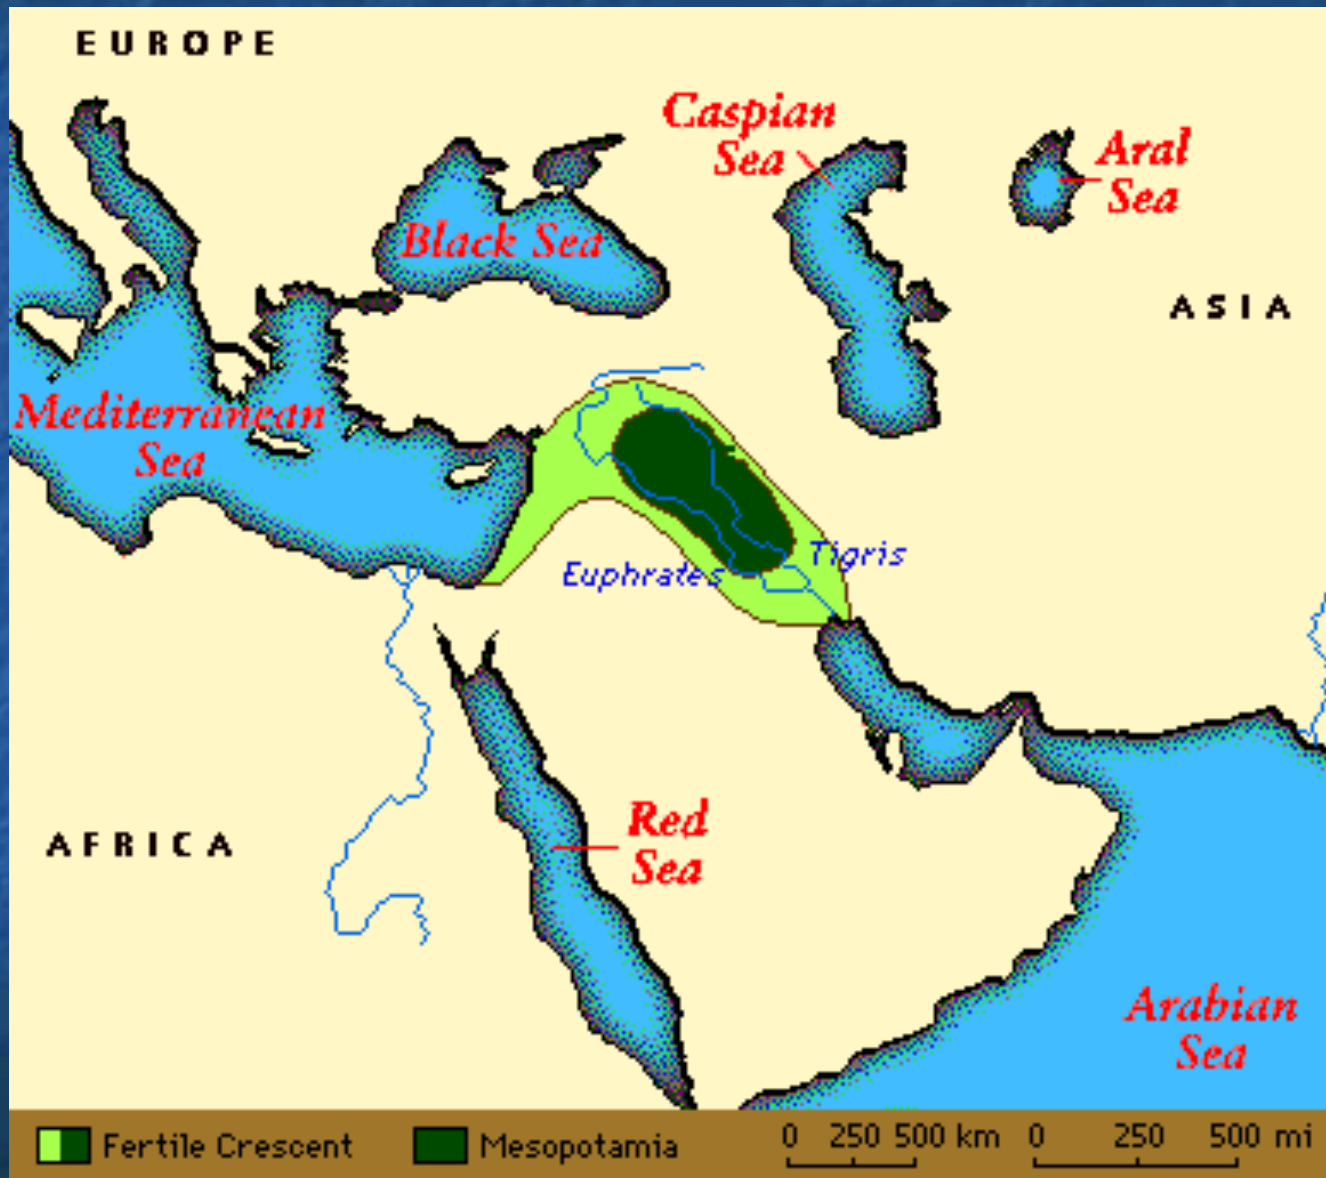 EUROPE
Caspian
Sea
Aral
Sea
Black Sea
ASIA
Mediterranean
Sea
Tigris
Euphrates
Red
Sea
AFRICA
Arabian
Sea
Fertile Crescent
Mesopotamia
0 250 500 km
0 250 500 mi